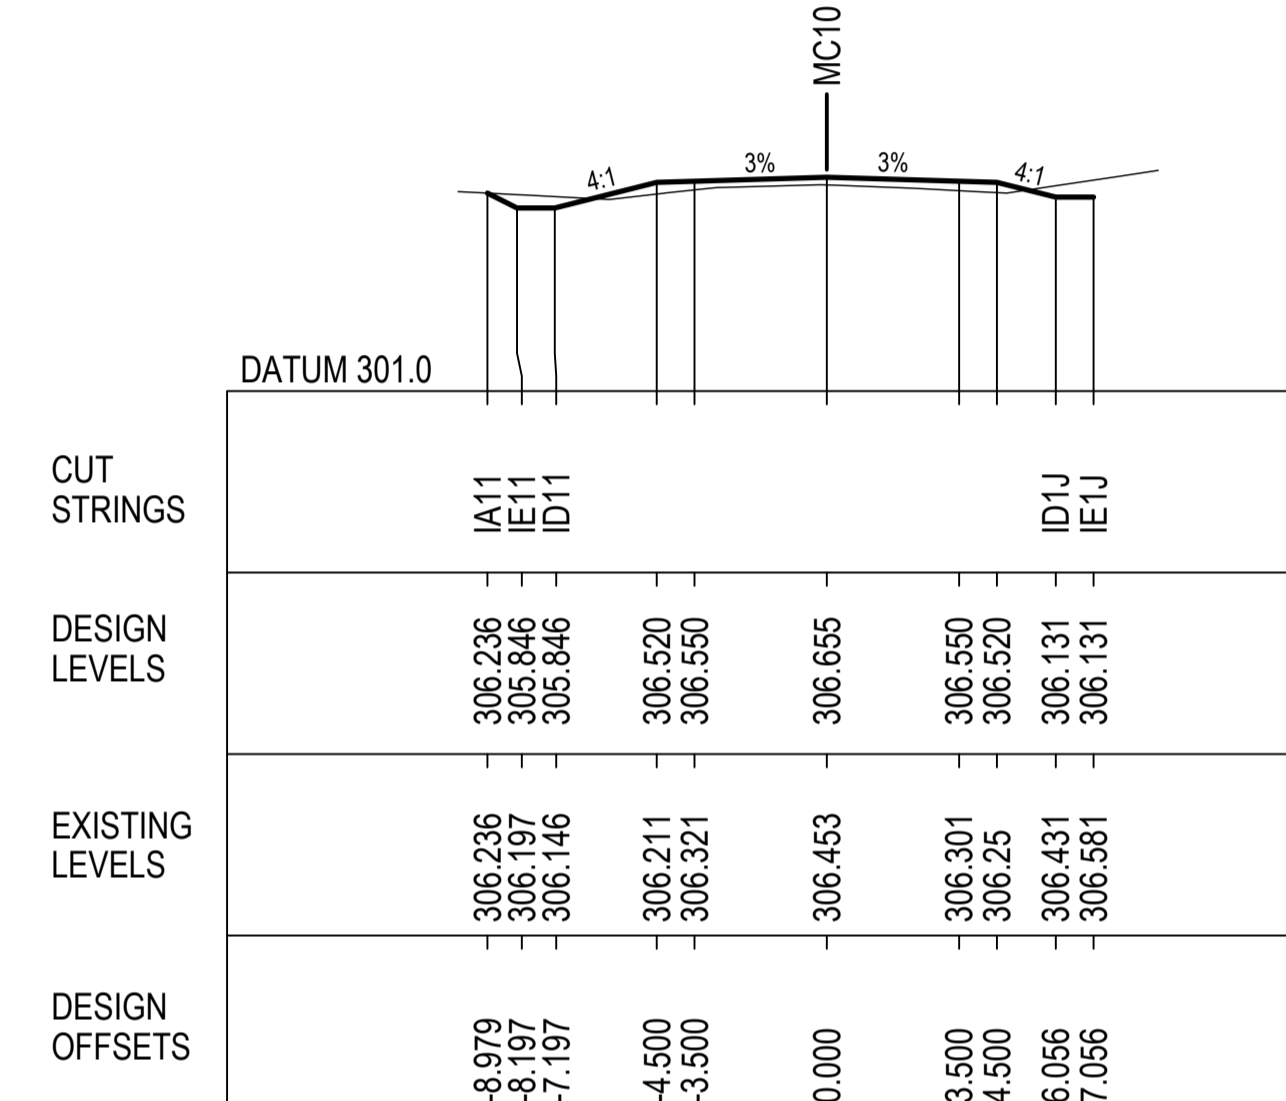 MC10
4:1
3%
3%
4:1
DATUM 301.0
CUT
STRINGS
IA11
IE11
ID11
ID1J
IE1J
DESIGN
LEVELS
306.236
305.846
305.846
306.520
306.550
306.655
306.550
306.520
306.131
306.131
EXISTING
LEVELS
306.236
306.197
306.146
306.211
306.321
306.453
306.301
306.25
306.431
306.581
DESIGN
OFFSETS
-8.979
-8.197
-7.197
-4.500
-3.500
0.000
3.500
4.500
6.056
7.056